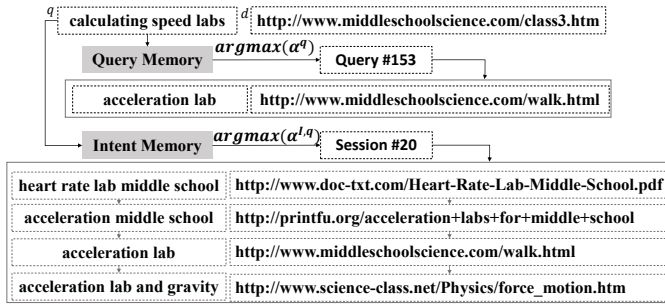 q calculating speed labs d http://www.middleschoolscience.com/class3.htm
Query Memory argmax(α^q) Query #153
acceleration lab http://www.middleschoolscience.com/walk.html
Intent Memory argmax(α^{I,q}) Session #20
heart rate lab middle school http://www.doc-txt.com/Heart-Rate-Lab-Middle-School.pdf
acceleration middle school http://printfu.org/acceleration+labs+for+middle+school
acceleration lab http://www.middleschoolscience.com/walk.html
acceleration lab and gravity http://www.science-class.net/Physics/force_motion.htm